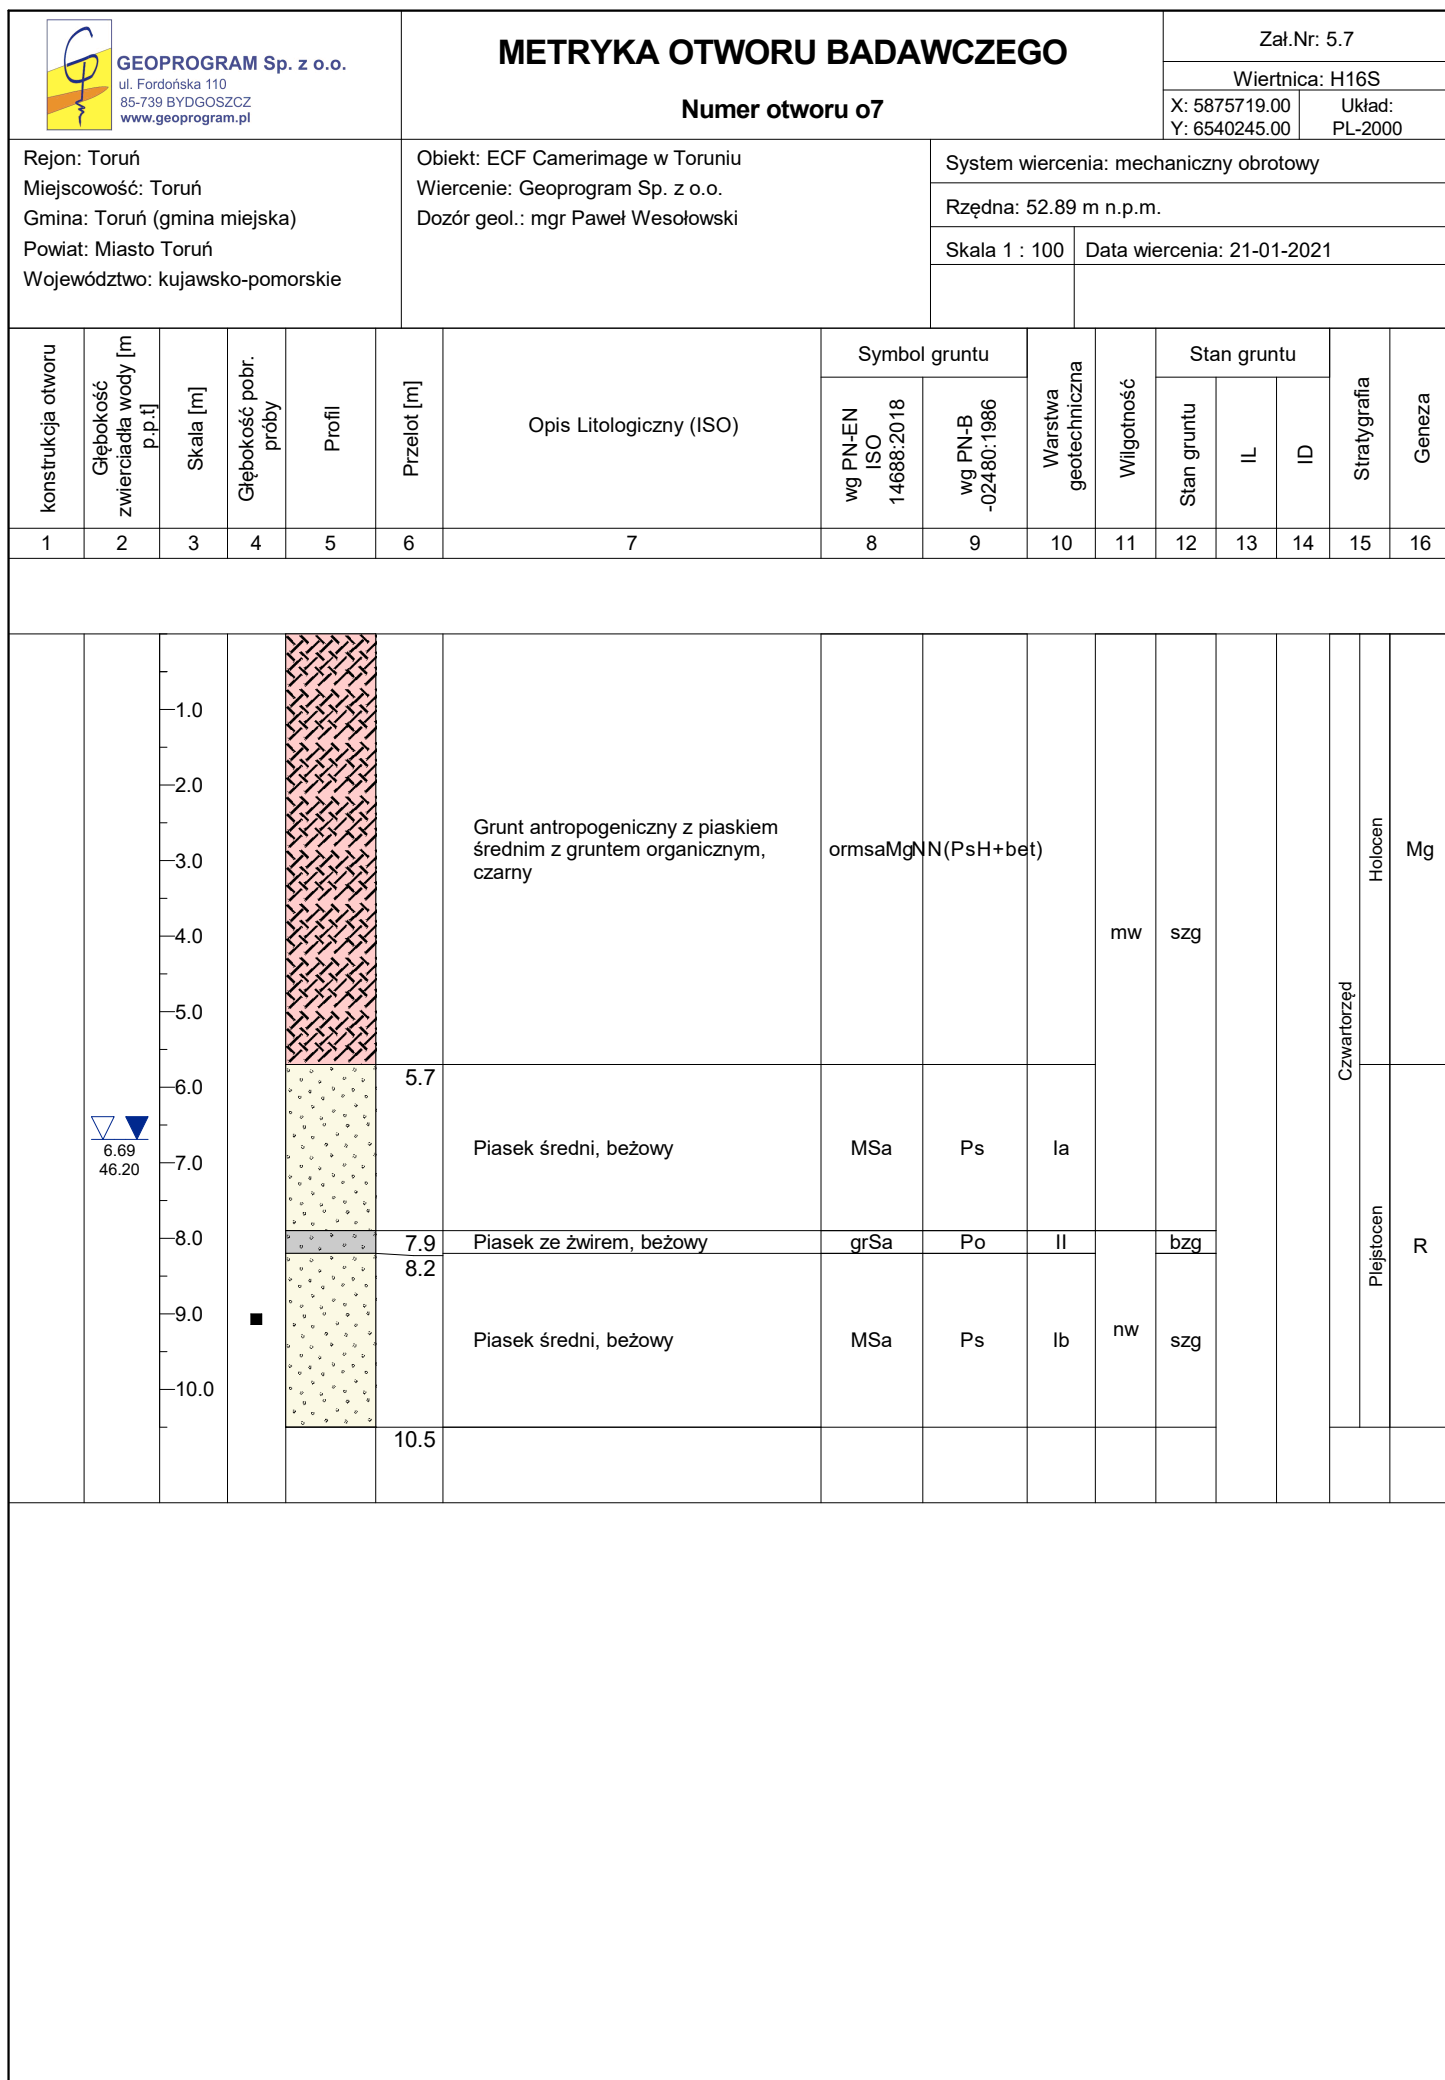 GEOPROGRAM Sp. z o.o.
ul. Fordońska 110
85-739 BYDGOSZCZ
www.geoprogram.pl
METRYKA OTWORU BADAWCZEGO
Numer otworu o7
Zał.Nr: 5.7
Wiertnica: H16S
X: 5875719.00
Y: 6540245.00
Układ:
PL-2000
Rejon: Toruń
Miejscowość: Toruń
Gmina: Toruń (gmina miejska)
Powiat: Miasto Toruń
Województwo: kujawsko-pomorskie
Obiekt: ECF Camerimage w Toruniu
Wiercenie: Geoprogram Sp. z o.o.
Dozór geol.: mgr Paweł Wesołowski
System wiercenia: mechaniczny obrotowy
Rzędna: 52.89 m n.p.m.
Skala 1 : 100
Data wiercenia: 21-01-2021
konstrukcja otworu
Głębokość
zwierciadła wody [m
p.p.t]
Skala [m]
Głębokość pobr.
próby
Profil
Przelot [m]
Opis Litologiczny (ISO)
Symbol gruntu
wg PN-EN
ISO
14688:2018
wg PN-B
-02480:1986
Warstwa
geotechniczna
Wilgotność
Stan gruntu
Stan gruntu
IL
ID
Stratygrafia
Geneza
1 2 3 4 5 6 7 8 9 10 11 12 13 14 15 16
1.0
2.0
3.0
4.0
5.0
6.0
7.0
8.0
9.0
10.0
6.69
46.20
5.7
7.9
8.2
10.5
Grunt antropogeniczny z piaskiem
średnim z gruntem organicznym,
czarny
ormsaMg
NN(PsH+bet)
mw
szg
Czwartorzęd
Holocen
Mg
Piasek średni, beżowy
MSa
Ps
Ia
Piasek ze żwirem, beżowy
grSa
Po
II
bzg
Plejstocen
R
Piasek średni, beżowy
MSa
Ps
Ib
nw
szg